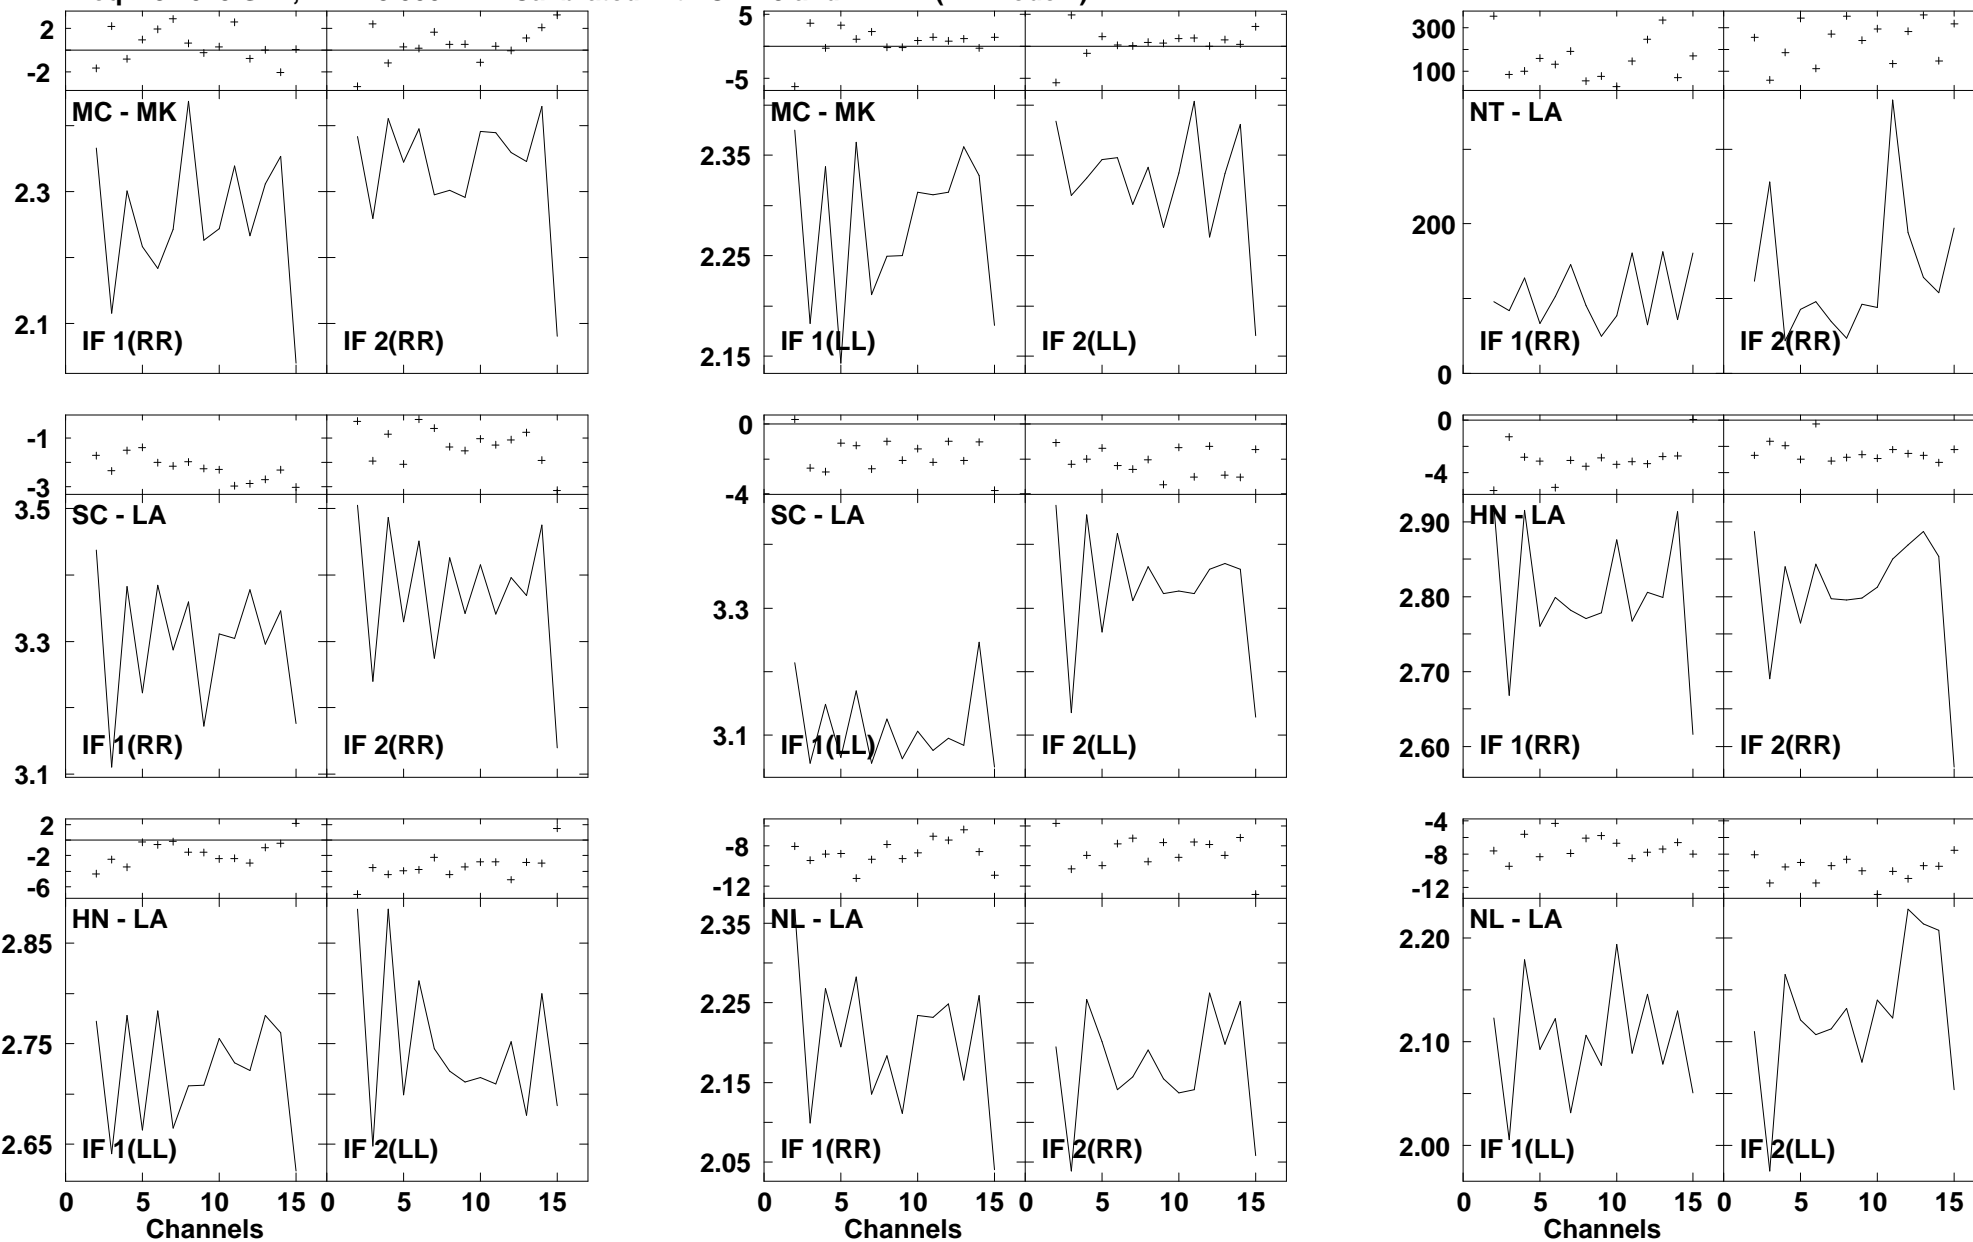 2 5 300
-2 -5 100
MC - MK MC - MK NT - LA
2.35
2.3
200
2.25
2.1
IF 1(RR) IF 2(RR) IF 1(LL) IF 2(LL) IF 1(RR) IF 2(RR)
2.15
0
-1 0 0
-4
-3 -4
3.5 SC - LA SC - LA 2.90 HN - LA
3.3 2.80
3.3
2.70
3.1 2.60
IF 1(RR) IF 2(RR) IF 1(LL) IF 2(LL) IF 1(RR) IF 2(RR)
3.1
2 -4
-2 -8 -8
-6 -12 -12
HN - LA NL - LA NL - LA
2.85 2.35 2.20
2.75 2.25 2.10
2.15
2.65 2.05 2.00
IF 1(LL) IF 2(LL) IF 1(RR) IF 2(RR) IF 1(LL) IF 2(LL)
0 5 10 15 0 5 10 15 0 5 10 15 0 5 10 15 0 5 10 15 0 5 10 15
Channels Channels Channels